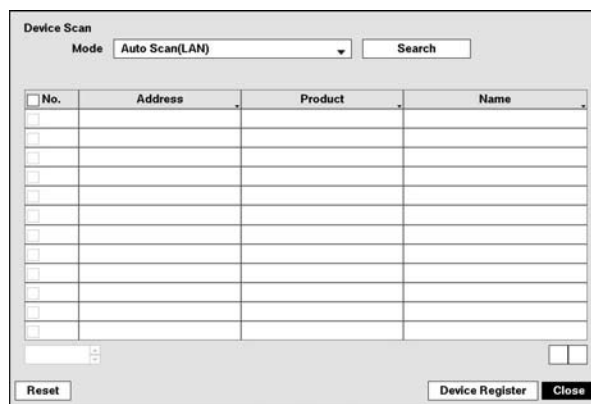 Device Scan
Mode Auto Scan(LAN) Search
No. Address Product Name
Reset Device Register Close